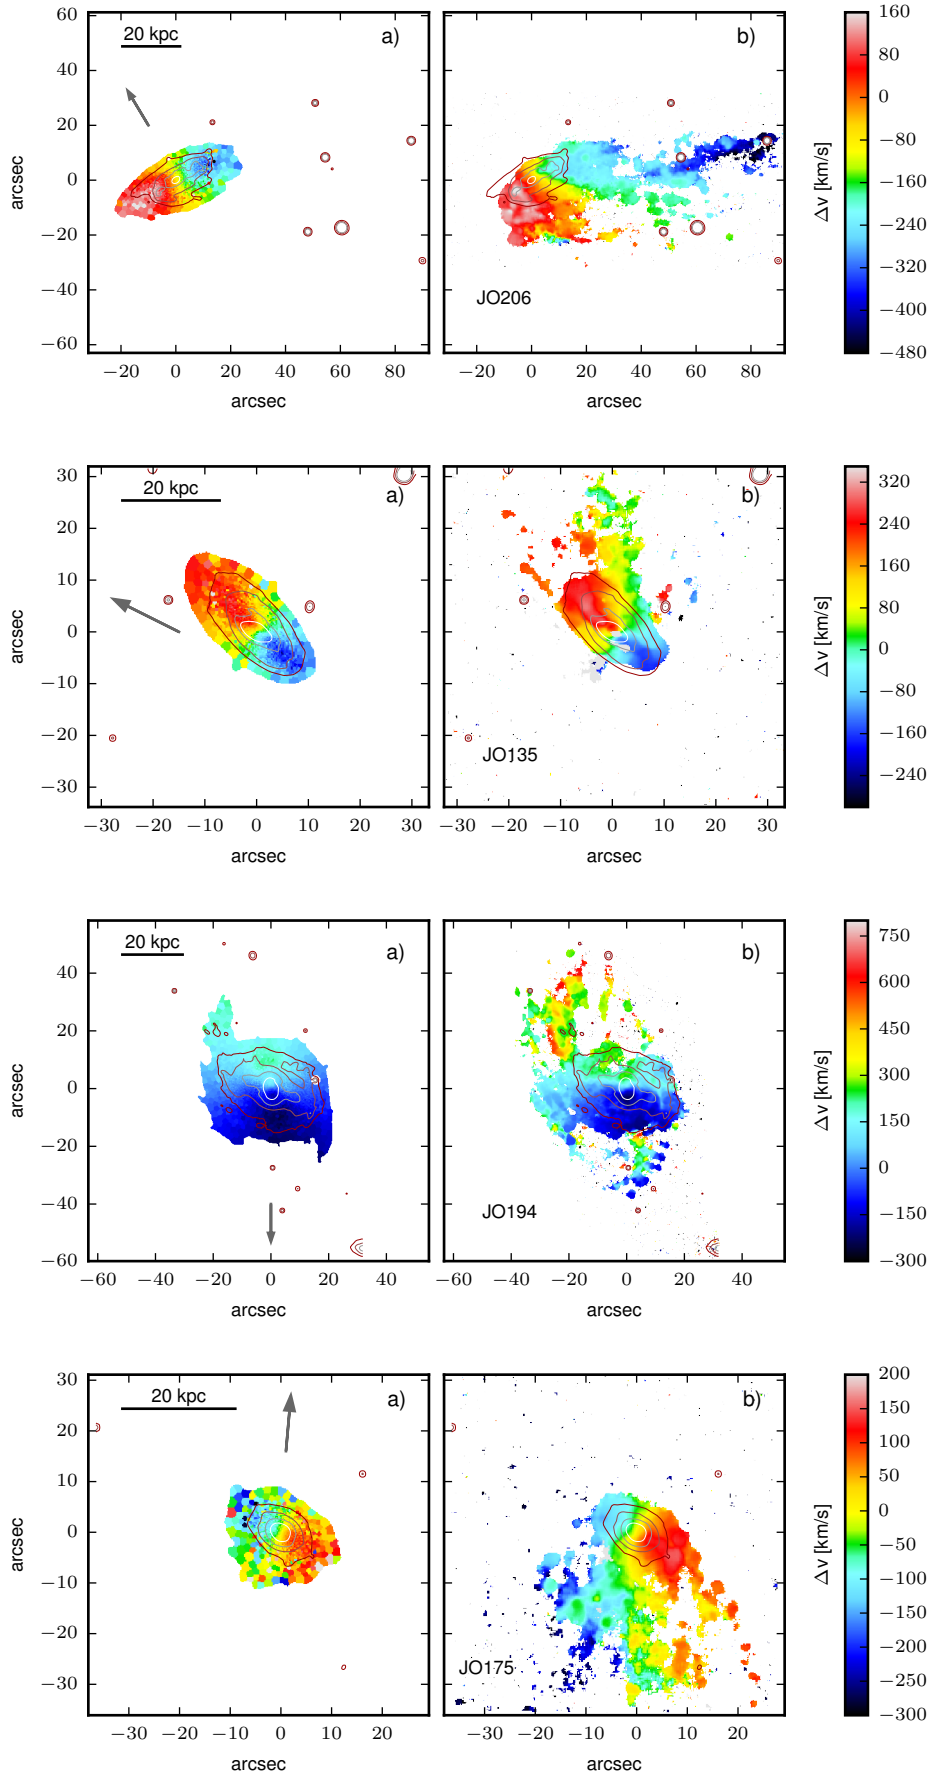 60
40
20
0
−20
−40
−60
arcsec
20 kpc
a)
−20 0 20 40 60 80
arcsec
b)
JO206
−20 0 20 40 60 80
arcsec
160
80
0
−80
−160
−240
−320
−400
−480
Δv [km/s]
30
20
10
0
−10
−20
−30
arcsec
20 kpc
a)
−30 −20 −10 0 10 20 30
arcsec
b)
JO135
−30 −20 −10 0 10 20 30
arcsec
320
240
160
80
0
−80
−160
−240
Δv [km/s]
40
20
0
−20
−40
−60
arcsec
20 kpc
a)
−60 −40 −20 0 20 40
arcsec
b)
JO194
−60 −40 −20 0 20 40
arcsec
750
600
450
300
150
0
−150
−300
Δv [km/s]
30
20
10
0
−10
−20
−30
arcsec
20 kpc
a)
−30 −20 −10 0 10 20
arcsec
b)
JO175
−30 −20 −10 0 10 20
arcsec
200
150
100
50
0
−50
−100
−150
−200
−250
−300
Δv [km/s]